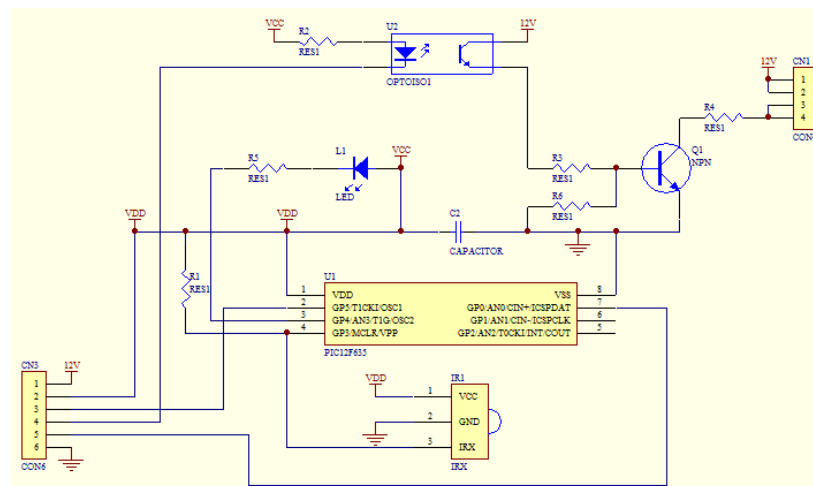 VCC
R2
RES1
U2
OPTOISO1
12V
12V
CN1
1
2
3
4
CON
R4
RES1
Q1
NPN
R5
RES1
L1
LED
VCC
R3
RES1
R6
RES1
VDD
VDD
C2
CAPACITOR
R1
RES1
U1
1 VDD VSS 8
2 GP5/T1CKI/OSC1 GP0/AN0/CIN+/ICSPDAT 7
3 GP4/AN3/T1G/OSC2 GP1/AN1/CIN-/ICSPCLK 6
4 GP3/MCLR/VPP GP2/AN2/T0CKI/INT/COUT 5
PIC12F635
CN3
12V
1
2
3
4
5
6
CON6
VDD
IR1
1 VCC
2 GND
3 IRX
IRX